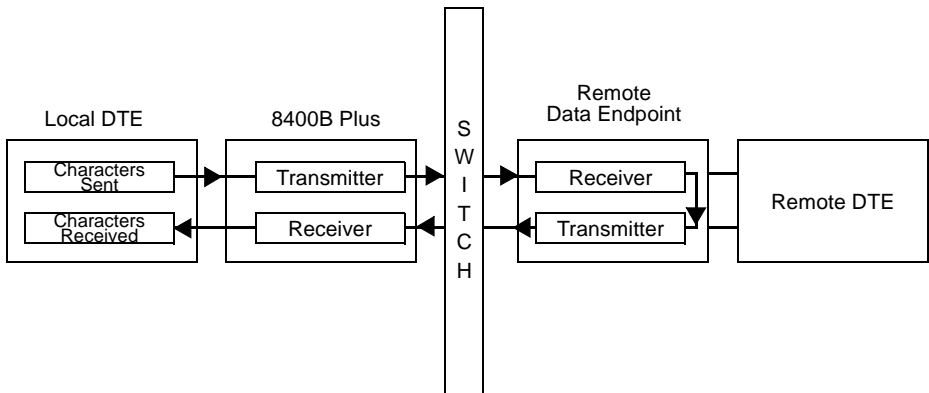 Local DTE
Characters
Sent
Characters
Received
8400B Plus
Transmitter
Receiver
S
W
I
T
C
H
Remote
Data Endpoint
Receiver
Transmitter
Remote DTE